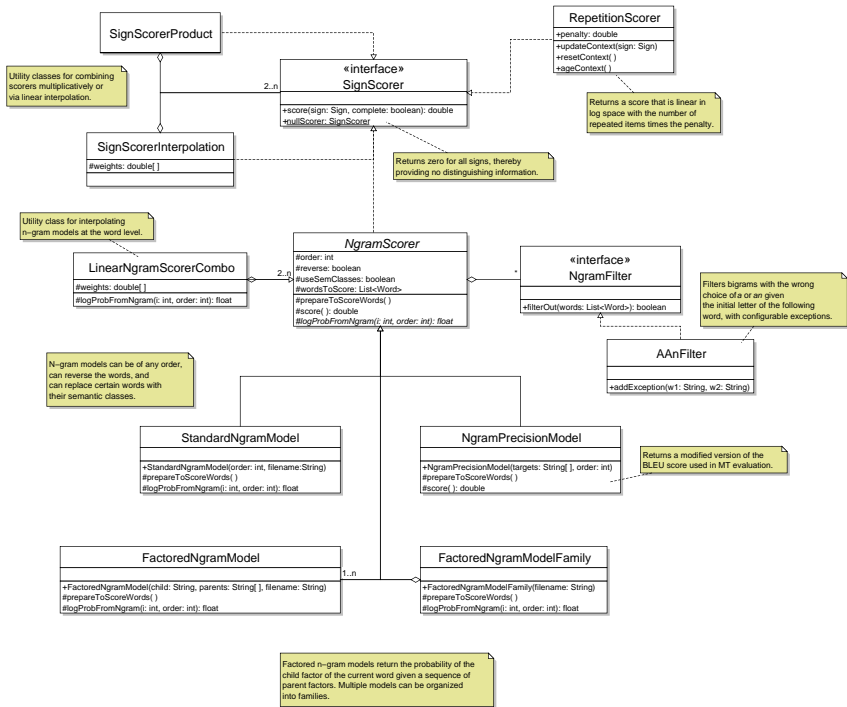 RepetitionScorer
+penalty: double
+updateContext(sign: Sign)
+resetContext( )
+ageContext( )
SignScorerProduct
«interface»
SignScorer
+score(sign: Sign, complete: boolean): double
+nullScorer: SignScorer
2..n
Utility classes for combining
scorers multiplicatively or
via linear interpolation.
Returns a score that is linear in
log space with the number of
repeated items times the penalty.
SignScorerInterpolation
#weights: double[ ]
Returns zero for all signs, thereby
providing no distinguishing information.
Utility class for interpolating
n−gram models at the word level.
LinearNgramScorerCombo
#weights: double[ ]
#logProbFromNgram(i: int, order: int): float
2..n
NgramScorer
#order: int
#reverse: boolean
#useSemClasses: boolean
#wordsToScore: List<Word>
#prepareToScoreWords( )
#score( ): double
#logProbFromNgram(i: int, order: int): float
*
«interface»
NgramFilter
+filterOut(words: List<Word>): boolean
Filters bigrams with the wrong
choice of a or an given
the initial letter of the following
word, with configurable exceptions.
AAnFilter
+addException(w1: String, w2: String)
N−gram models can be of any order,
can reverse the words, and
can replace certain words with
their semantic classes.
StandardNgramModel
+StandardNgramModel(order: int, filename:String)
#prepareToScoreWords( )
#logProbFromNgram(i: int, order: int): float
NgramPrecisionModel
+NgramPrecisionModel(targets: String[ ], order: int)
#prepareToScoreWords( )
#score( ): double
Returns a modified version of the
BLEU score used in MT evaluation.
FactoredNgramModel
+FactoredNgramModel(child: String, parents: String[ ], filename: String)
#prepareToScoreWords( )
#logProbFromNgram(i: int, order: int): float
1..n
FactoredNgramModelFamily
+FactoredNgramModelFamily(filename: String)
#prepareToScoreWords( )
#logProbFromNgram(i: int, order: int): float
Factored n−gram models return the probability of the
child factor of the current word given a sequence of
parent factors. Multiple models can be organized
into families.